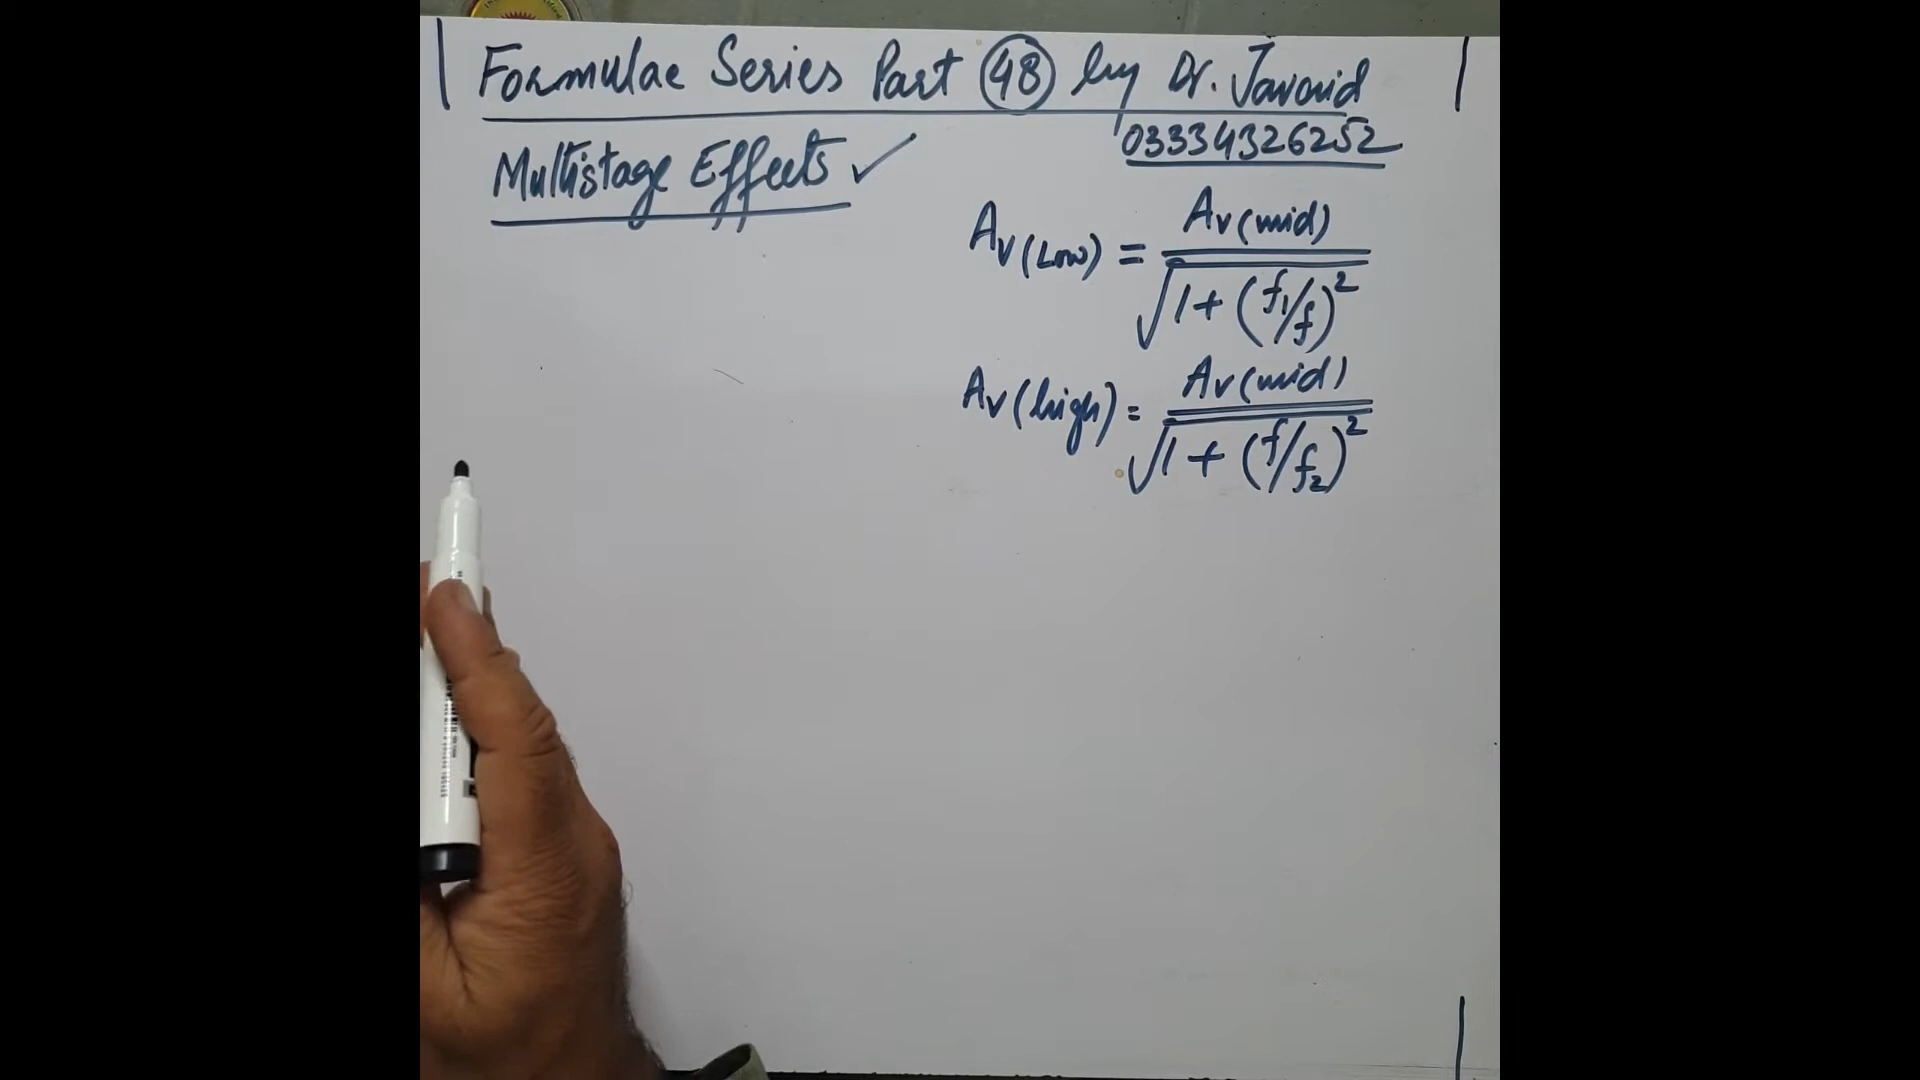 Formulae Series Part 48 by Dr. Javaid
03334326252
Multistage Effects ✓
Av(Low) = Av(mid) / √1 + (f₁/f)²
Av(high) = Av(mid) / √1 + (f/f₂)²